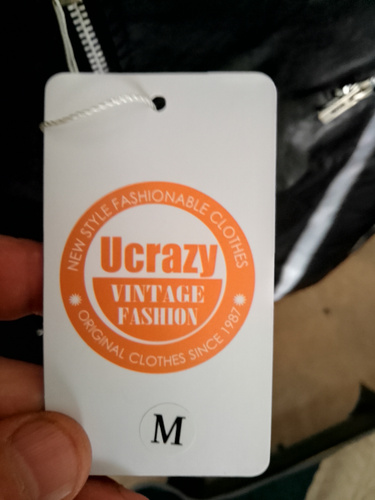 NEW STYLE FASHIONABLE CLOTHES
Ucrazy
VINTAGE
FASHION
ORIGINAL CLOTHES SINCE 1987
M